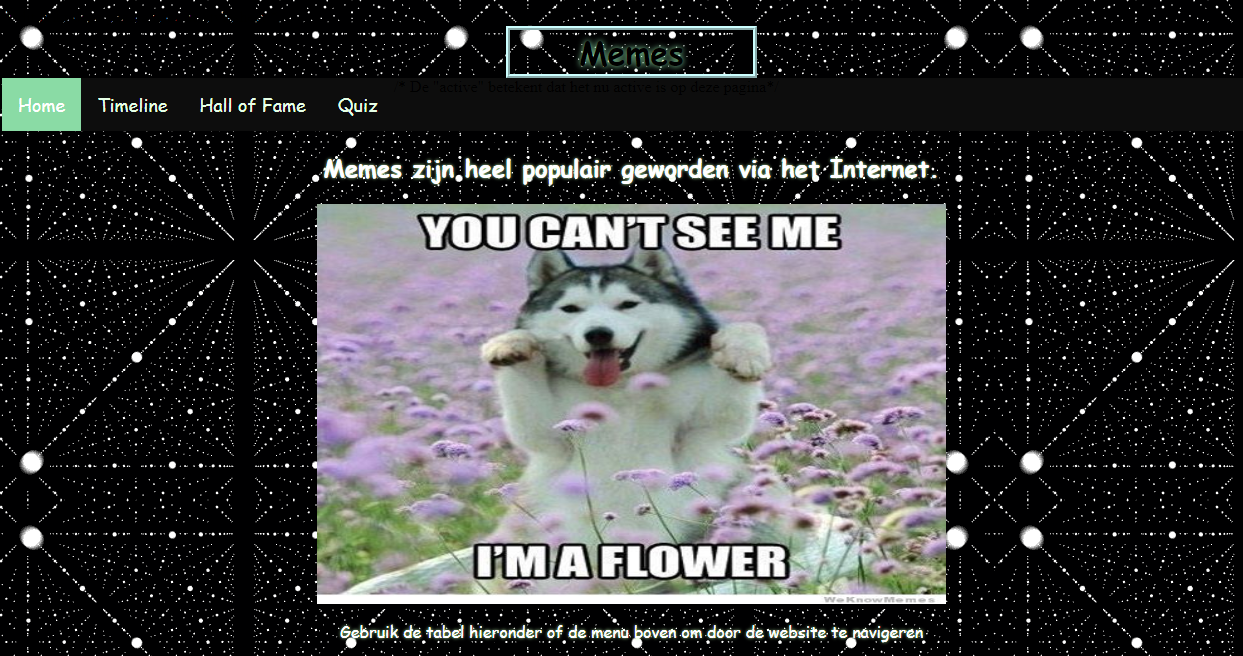 Memes
* De "active" betekent dat het nu active is op deze pagina*
Home Timeline Hall of Fame Quiz
Memes zijn heel populair geworden via het Internet.
YOU CAN'T SEE ME
I'M A FLOWER
WeKnowMemes
Gebruik de tabel hieronder of de menu boven om door de website te navigeren